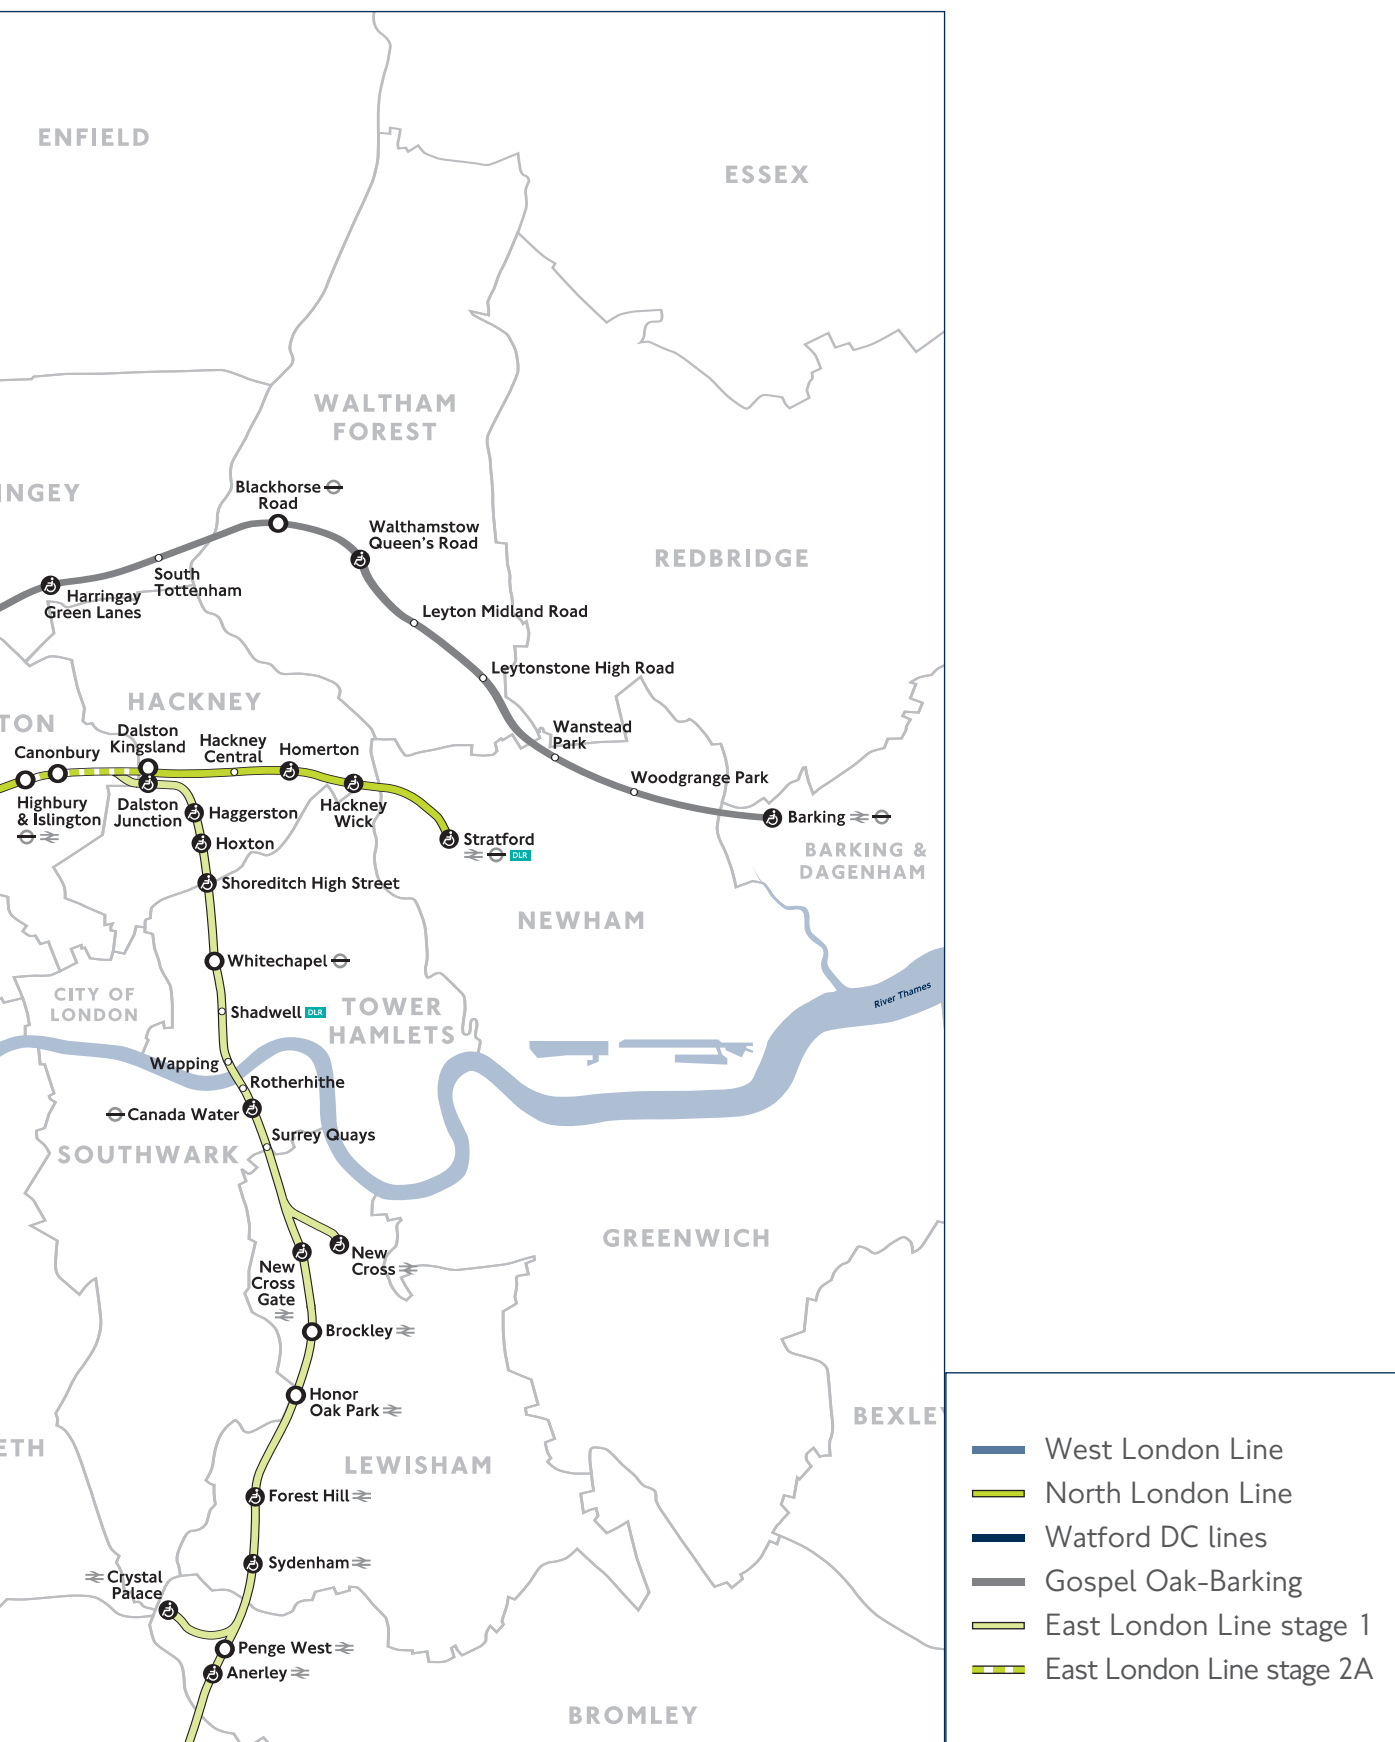 ENFIELD
ESSEX
WALTHAM
FOREST
INGEY
Blackhorse
Road
Walthamstow
Queen's Road
REDBRIDGE
South
Tottenham
Harringay
Green Lanes
Leyton Midland Road
Leytonstone High Road
HACKNEY
TON
Dalston
Kingsland
Canonbury
Hackney
Central
Homerton
Wanstead
Park
Woodgrange Park
Highbury
& Islington
Dalston
Junction
Haggerston
Hackney
Wick
Barking
Stratford
DLR
Hoxton
BARKING &
DAGENHAM
Shoreditch High Street
NEWHAM
Whitechapel
CITY OF
LONDON
Shadwell DLR
TOWER
HAMLETS
River Thames
Wapping
Rotherhithe
Canada Water
Surrey Quays
SOUTHWARK
GREENWICH
New
Cross
New
Cross
Gate
Brockley
Honor
Oak Park
BEXLEY
ETH
LEWISHAM
Forest Hill
Sydenham
Crystal
Palace
Penge West
Anerley
BROMLEY
West London Line
North London Line
Watford DC lines
Gospel Oak-Barking
East London Line stage 1
East London Line stage 2A